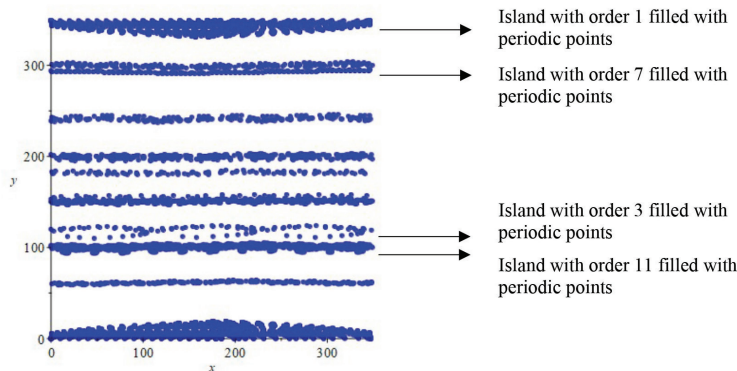 Island with order 1 filled with
periodic points
300
Island with order 7 filled with
periodic points
200
y
Island with order 3 filled with
periodic points
100
Island with order 11 filled with
periodic points
0
0 100 200 300
x